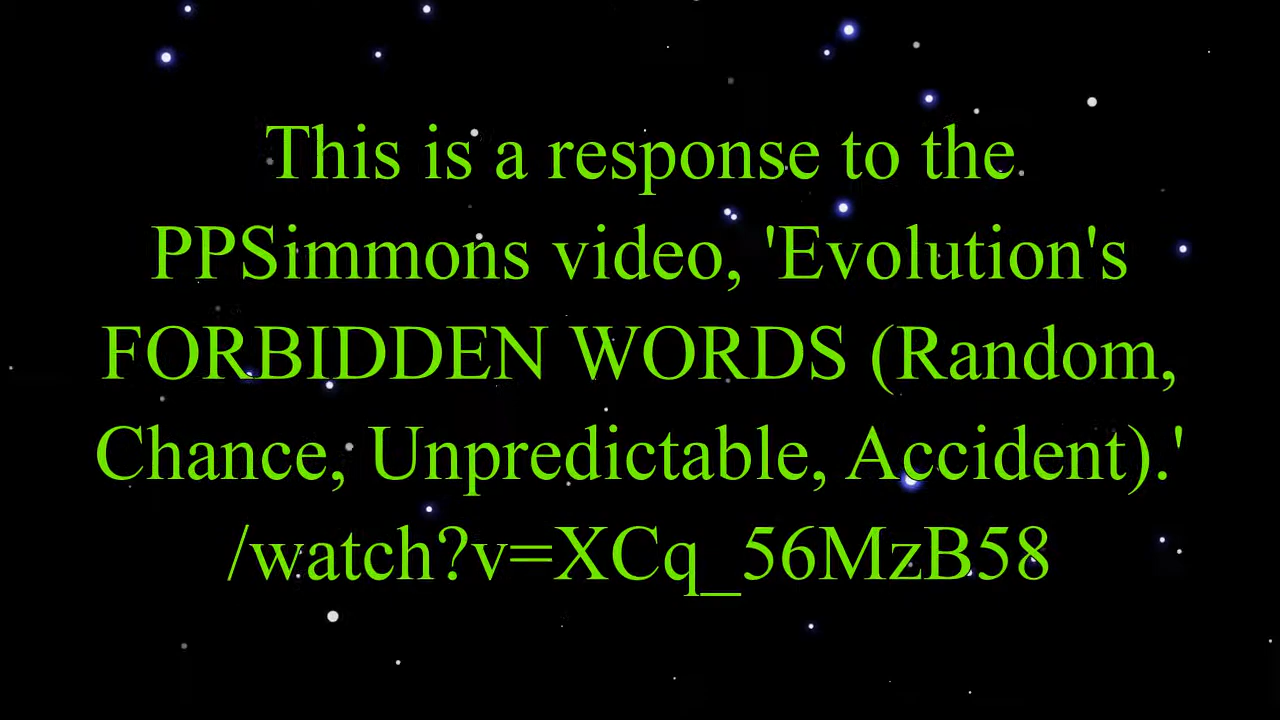 This is a response to the
PPSimmons video, 'Evolution's
FORBIDDEN WORDS (Random,
Chance, Unpredictable, Accident).'
/watch?v=XCq_56MzB58